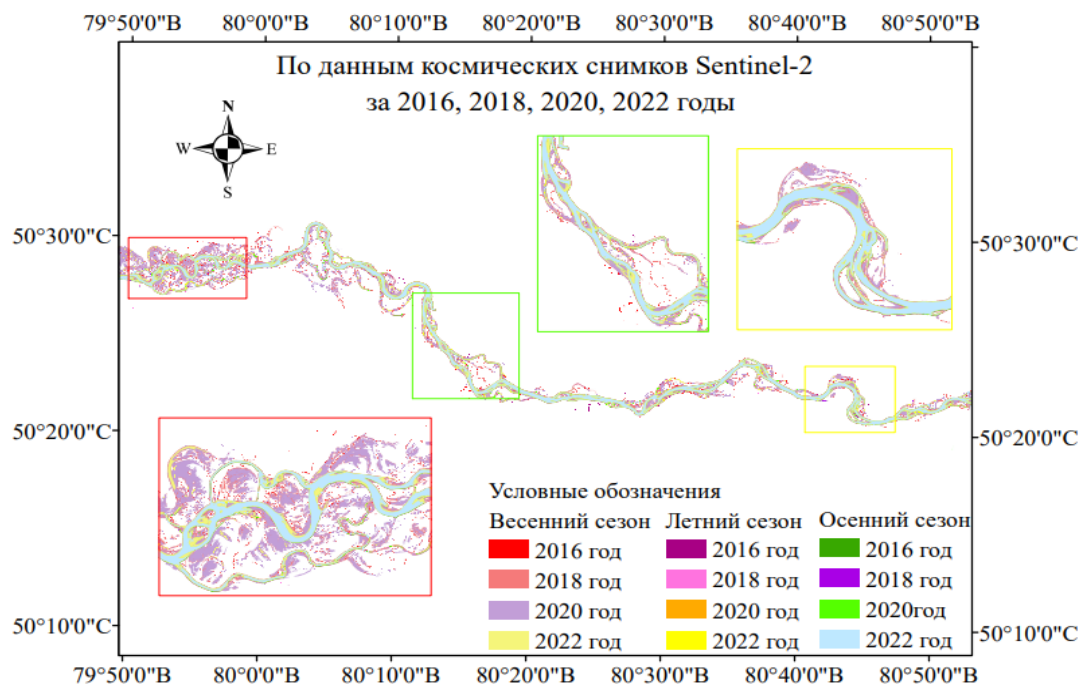 79°50'0"В 80°0'0"В 80°10'0"В 80°20'0"В 80°30'0"В 80°40'0"В 80°50'0"В
По данным космических снимков Sentinel-2
за 2016, 2018, 2020, 2022 годы
N
W E
S
50°30'0"С 50°30'0"С
50°20'0"С 50°20'0"С
Условные обозначения
Весенний сезон Летний сезон Осенний сезон
2016 год 2016 год 2016 год
2018 год 2018 год 2018 год
2020 год 2020 год 2020год
2022 год 2022 год 2022 год
50°10'0"С 50°10'0"С
79°50'0"В 80°0'0"В 80°10'0"В 80°20'0"В 80°30'0"В 80°40'0"В 80°50'0"В